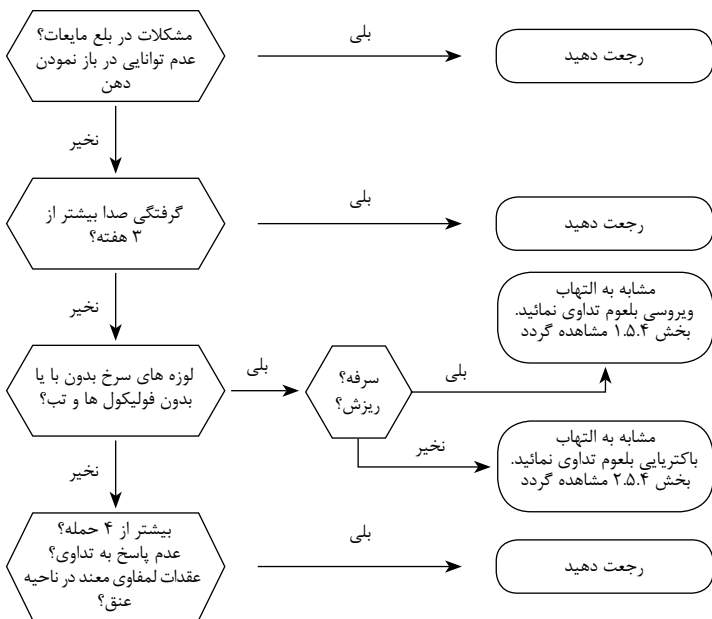 مشکلات در بلع مایعات؟
عدم توانایی در باز نمودن
دهن
بلی
رجعت دهید
نخیر
گرفتگی صدا بیشتر از
۳ هفته؟
بلی
رجعت دهید
نخیر
لوزه های سرخ بدون با یا
بدون فولیکول ها و تب؟
بلی
سرفه؟
ریزش؟
بلی
مشابه به التهاب
ویروسی بلعوم تداوی نمائید.
بخش ۱.۵.۴ مشاهده گردد
نخیر
مشابه به التهاب
باکتریایی بلعوم تداوی نمائید.
بخش ۲.۵.۴ مشاهده گردد
نخیر
بیشتر از ۴ حمله؟
عدم پاسخ به تداوی؟
عقدات لمفاوی معند در ناحیه
عنق؟
بلی
رجعت دهید